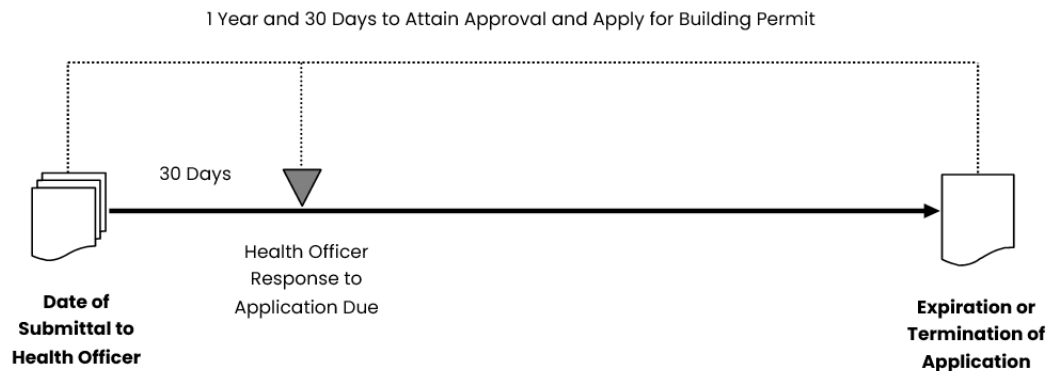 1 Year and 30 Days to Attain Approval and Apply for Building Permit
30 Days
Health Officer
Response to
Application Due
Date of
Submittal to
Health Officer
Expiration or
Termination of
Application